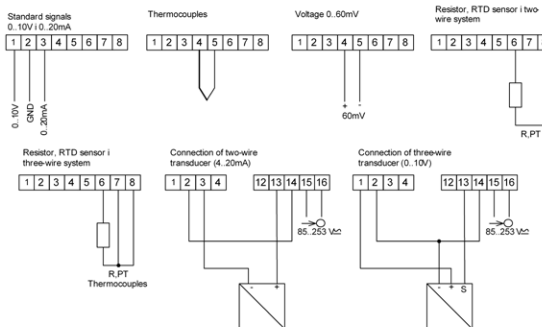 Standard signals
0..10V i 0..20mA
1 2 3 4 5 6 7 8
0..10V
GND
0..20mA
Thermocouples
1 2 3 4 5 6 7 8
Voltage 0..60mV
1 2 3 4 5 6 7 8
+ -
60mV
Resistor, RTD sensor i two-
wire system
1 2 3 4 5 6 7
R,PT
Resistor, RTD sensor i
three-wire system
1 2 3 4 5 6 7 8
R,PT
Thermocouples
Connection of two-wire
transducer (4..20mA)
1 2 3 4 12 13 14 15 16
85..253 V
- +
Connection of three-wire
transducer (0..10V)
1 2 3 4 12 13 14 15 16
85..253 V
- + S